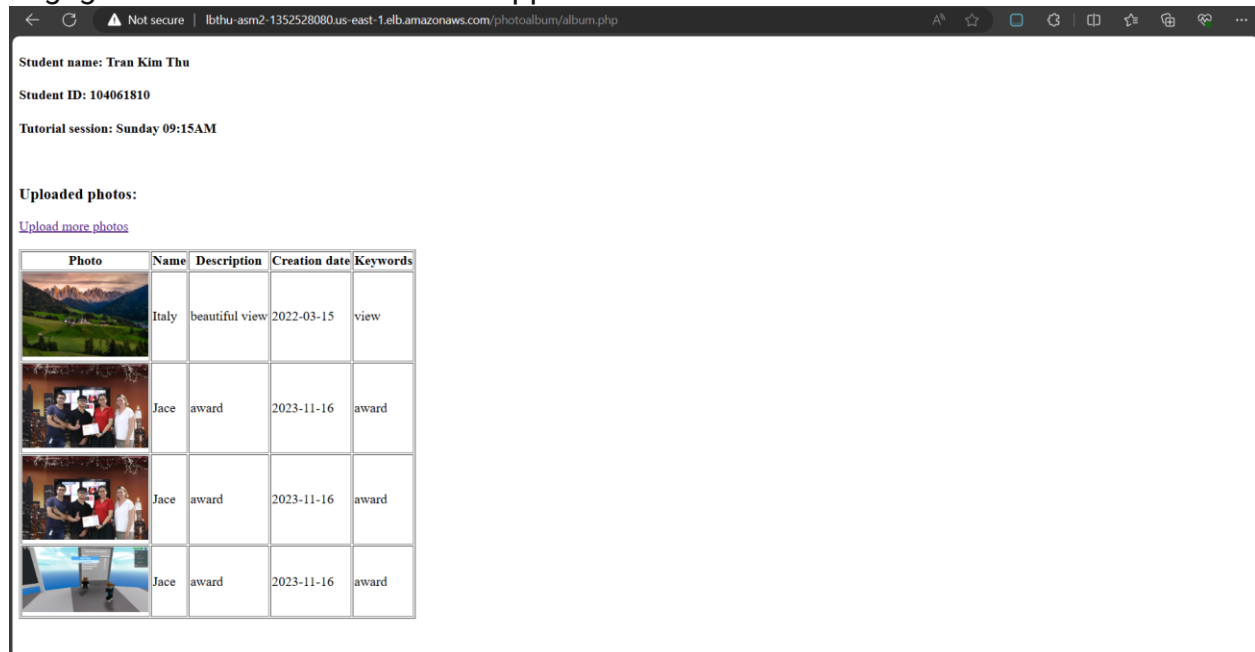 Not secure | lbthu-asm2-1352528080.us-east-1.elb.amazonaws.com/photoalbum/album.php
Student name: Tran Kim Thu
Student ID: 104061810
Tutorial session: Sunday 09:15AM
Uploaded photos:
Upload more photos
Photo Name Description Creation date Keywords
Italy beautiful view 2022-03-15 view
Jace award 2023-11-16 award
Jace award 2023-11-16 award
Jace award 2023-11-16 award